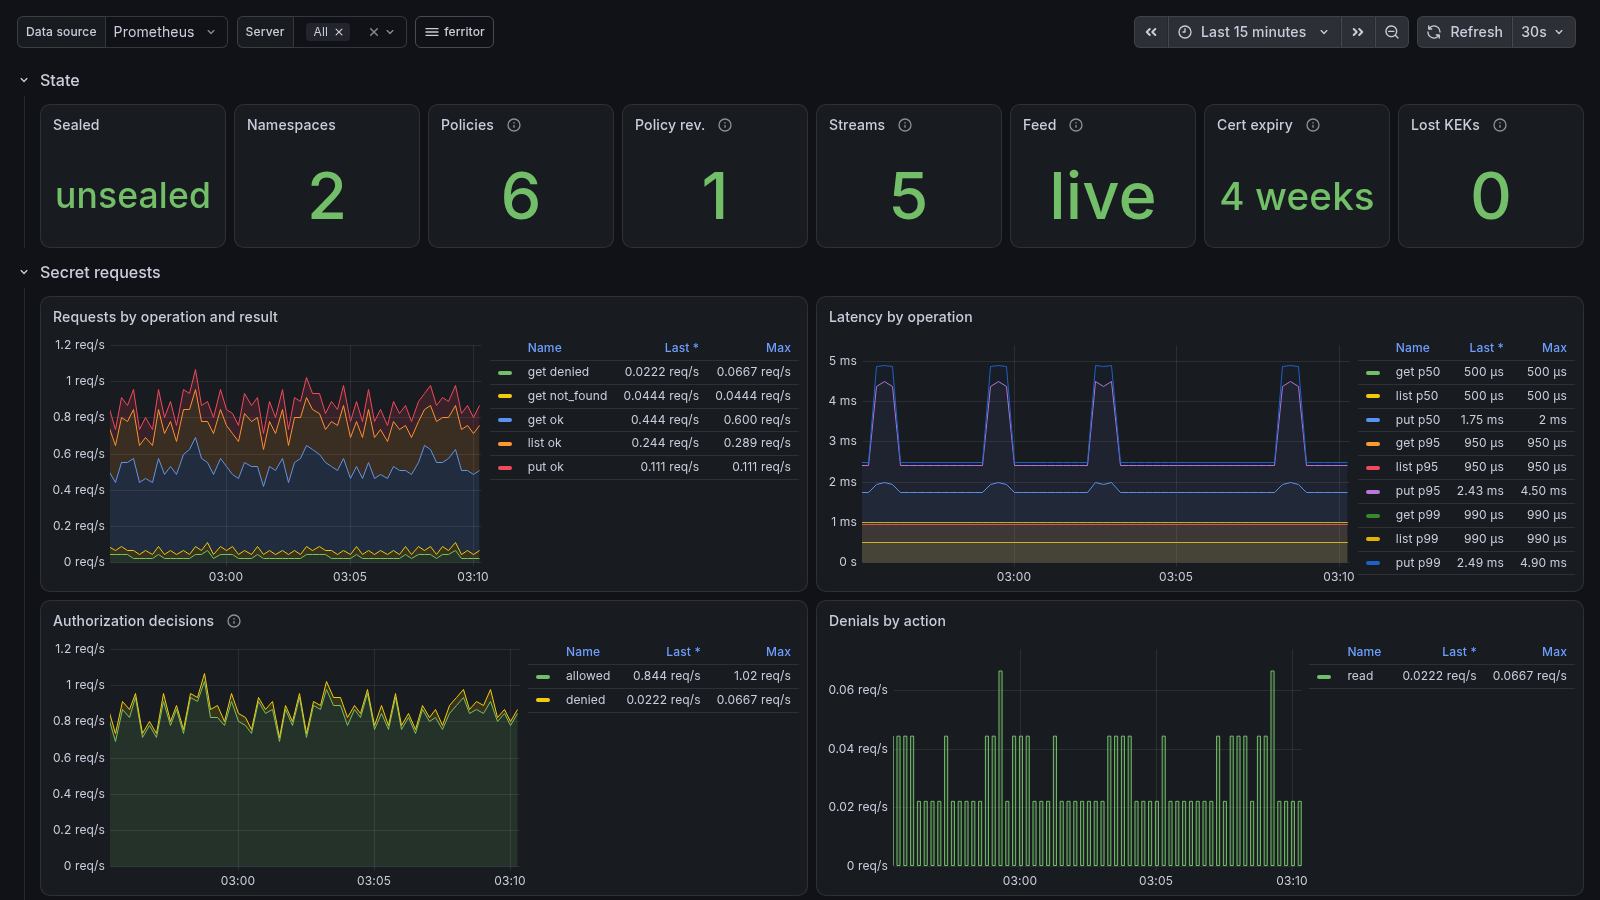 Data source Prometheus Server All ferritor Last 15 minutes Refresh 30s
State
Sealed Namespaces Policies Policy rev. Streams Feed Cert expiry Lost KEKs
unsealed 2 6 1 5 live 4 weeks 0
Secret requests
Requests by operation and result
1.2 req/s
1 req/s
0.8 req/s
0.6 req/s
0.4 req/s
0.2 req/s
0 req/s
03:00 03:05 03:10
Name Last * Max
get denied 0.0222 req/s 0.0667 req/s
get not_found 0.0444 req/s 0.0444 req/s
get ok 0.444 req/s 0.600 req/s
list ok 0.244 req/s 0.289 req/s
put ok 0.111 req/s 0.111 req/s
Latency by operation
5 ms
4 ms
3 ms
2 ms
1 ms
0 s
03:00 03:05 03:10
Name Last * Max
get p50 500 µs 500 µs
list p50 500 µs 500 µs
put p50 1.75 ms 2 ms
get p95 950 µs 950 µs
list p95 950 µs 950 µs
put p95 2.43 ms 4.50 ms
get p99 990 µs 990 µs
list p99 990 µs 990 µs
put p99 2.49 ms 4.90 ms
Authorization decisions
1.2 req/s
1 req/s
0.8 req/s
0.6 req/s
0.4 req/s
0.2 req/s
0 req/s
03:00 03:05 03:10
Name Last * Max
allowed 0.844 req/s 1.02 req/s
denied 0.0222 req/s 0.0667 req/s
Denials by action
0.06 req/s
0.04 req/s
0.02 req/s
0 req/s
03:00 03:05 03:10
Name Last * Max
read 0.0222 req/s 0.0667 req/s